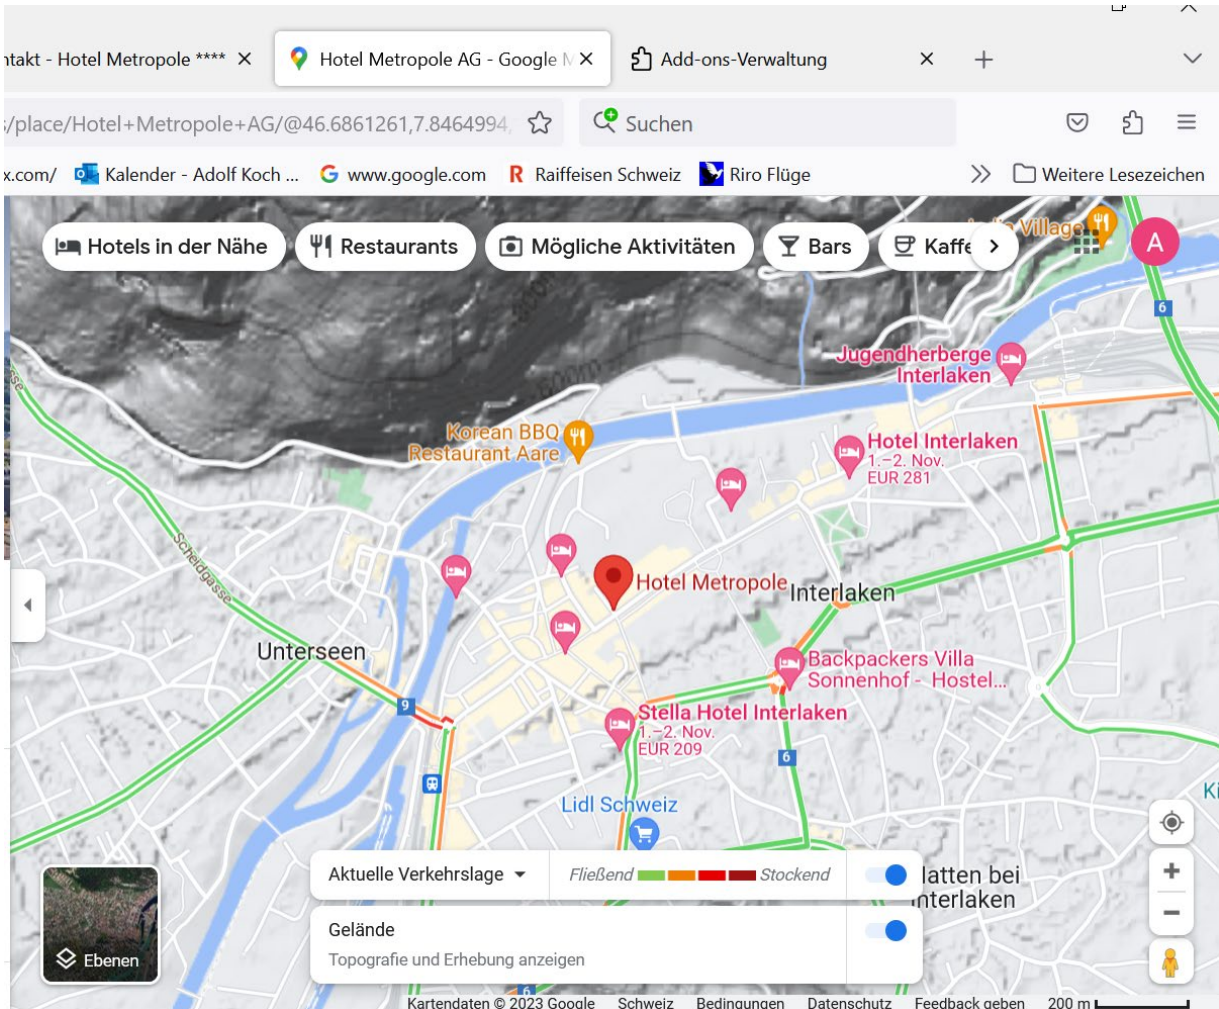 ntakt - Hotel Metropole ****
Hotel Metropole AG - Google M
Add-ons-Verwaltung
s/place/Hotel+Metropole+AG/@46.6861261,7.8464994,
Suchen
x.com/
Kalender - Adolf Koch ...
www.google.com
Raiffeisen Schweiz
Riro Flüge
Weitere Lesezeichen
Hotels in der Nähe
Restaurants
Mögliche Aktivitäten
Bars
Kaffe
Village
A
6
800m
600m
Jugendherberge
Interlaken
Korean BBQ
Restaurant Aare
Hotel Interlaken
1.–2. Nov.
EUR 281
Scheidgasse
Hotel Metropole
Interlaken
Unterseen
Backpackers Villa
Sonnenhof - Hostel...
9
Stella Hotel Interlaken
1.–2. Nov.
EUR 209
6
Lidl Schweiz
Ki
Aktuelle Verkehrslage
Fließend
Stockend
latten bei
Interlaken
Gelände
Topografie und Erhebung anzeigen
Ebenen
6
Kartendaten © 2023 Google
Schweiz
Bedingungen
Datenschutz
Feedback geben
200 m